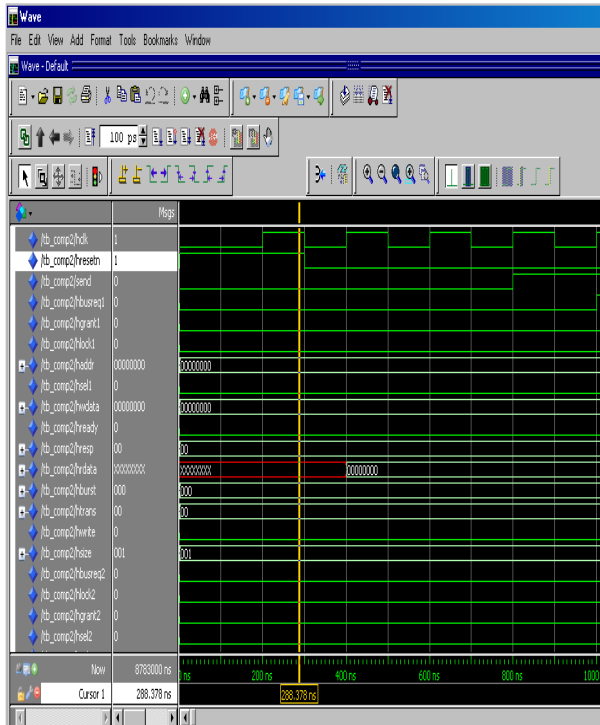 Wave
File Edit View Add Format Tools Bookmarks Window
Wave - Default
100 ps
Msgs
/tb_comp2/hclk 1
/tb_comp2/hresetn 1
/tb_comp2/send 0
/tb_comp2/hbusreq1 0
/tb_comp2/hgrant1 0
/tb_comp2/hlock1 0
/tb_comp2/haddr 00000000 00000000
/tb_comp2/hsel1 0
/tb_comp2/hwdata 00000000 00000000
/tb_comp2/hready 0
/tb_comp2/hresp 00 00
/tb_comp2/hrdata XXXXXXXX XXXXXXXX 00000000
/tb_comp2/hburst 000 000
/tb_comp2/htrans 00 00
/tb_comp2/hwrite 0
/tb_comp2/hsize 001 001
/tb_comp2/hbusreq2 0
/tb_comp2/hlock2 0
/tb_comp2/hgrant2 0
/tb_comp2/hsel2 0
Now 8783000 ns ns 200 ns 400 ns 600 ns 800 ns 1000
Cursor 1 288.378 ns 288.378 ns